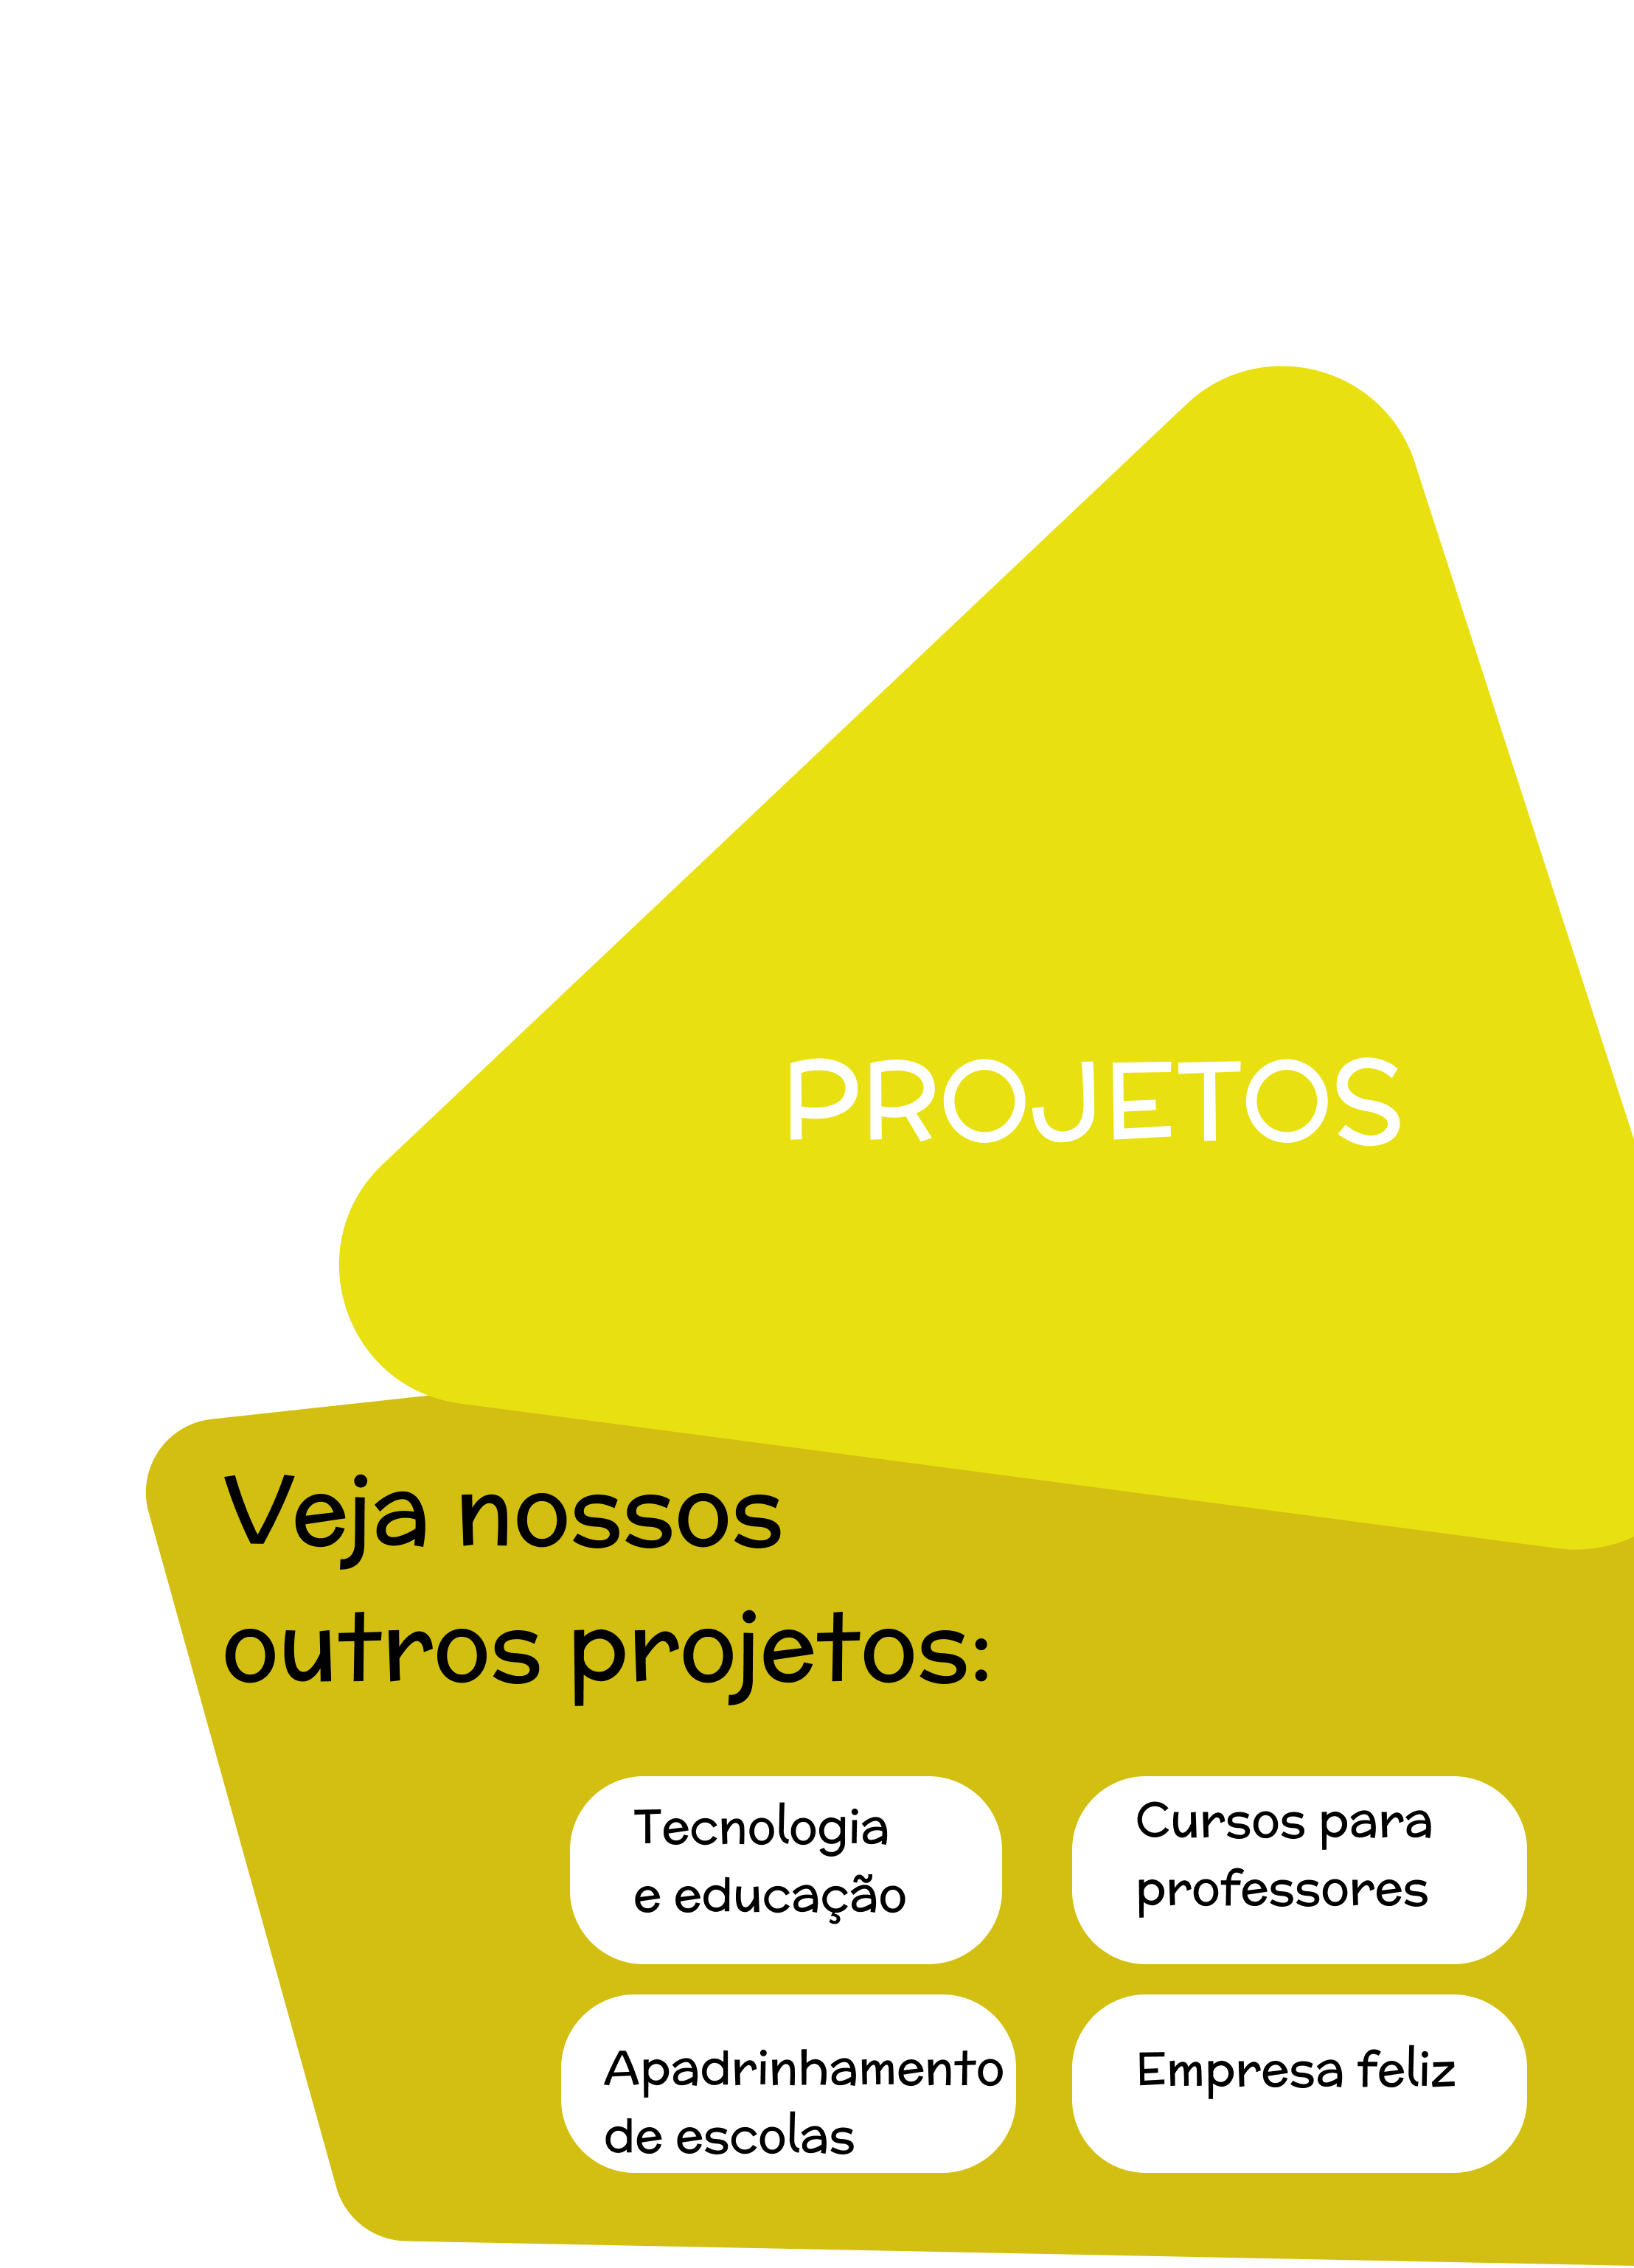 PROJETOS
Veja nossos
outros projetos:
Tecnologia
e educação
Cursos para
professores
Apadrinhamento
de escolas
Empresa feliz